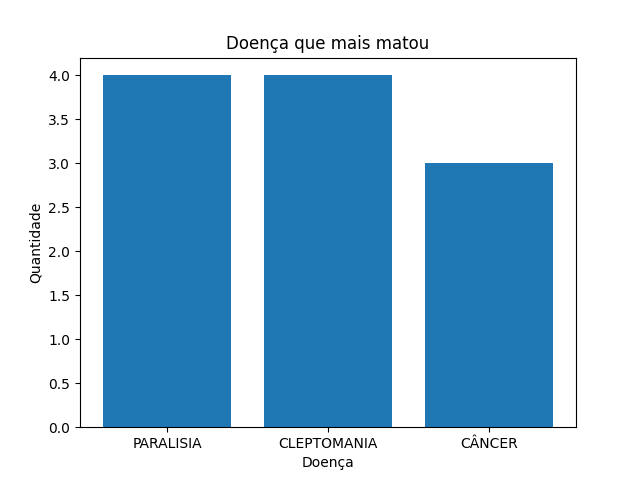 Doença que mais matou
Quantidade
4.0
3.5
3.0
2.5
2.0
1.5
1.0
0.5
0.0
PARALISIA
CLEPTOMANIA
CÂNCER
Doença